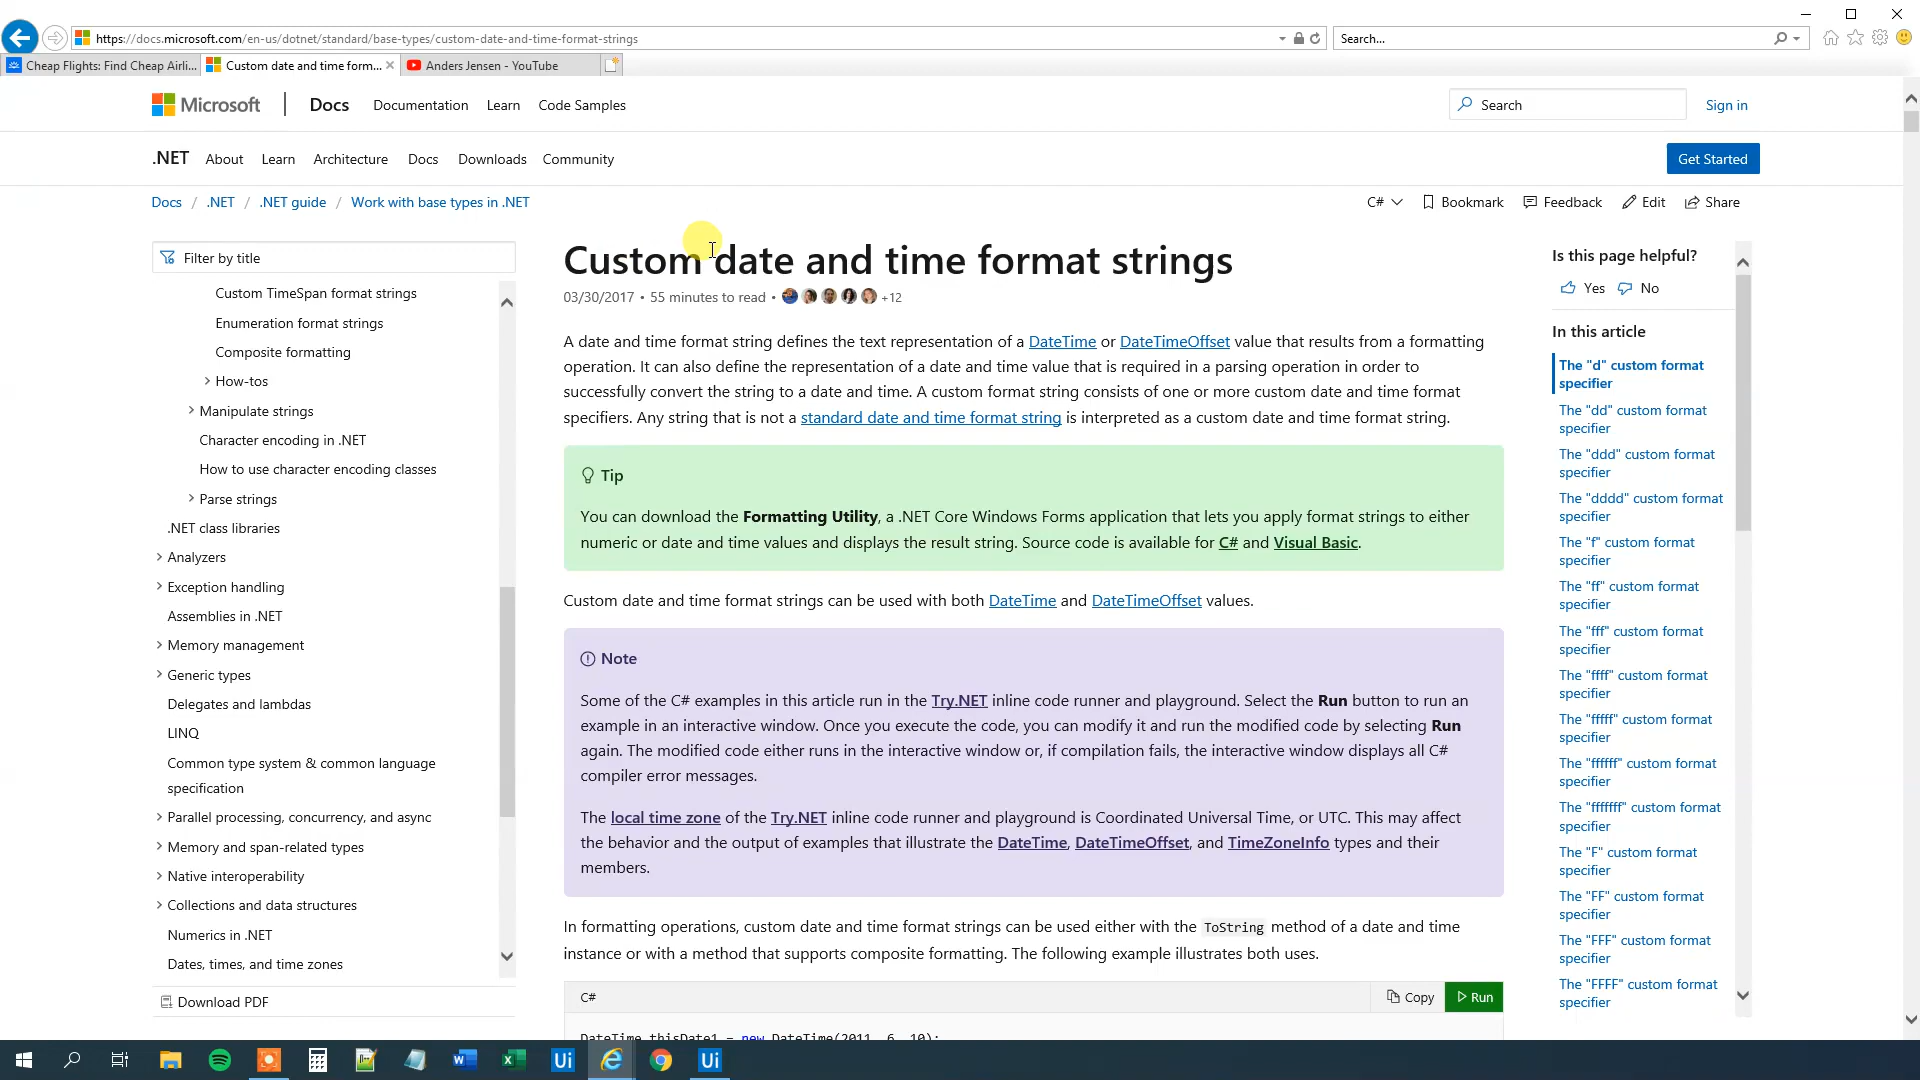 https://docs.microsoft.com/en-us/dotnet/standard/base-types/custom-date-and-time-format-strings
Search...
Cheap Flights: Find Cheap Airli...
Custom date and time form...
Anders Jensen - YouTube
Microsoft
Docs
Documentation
Learn
Code Samples
Search
Sign in
.NET
About
Learn
Architecture
Docs
Downloads
Community
Get Started
Docs / .NET / .NET guide / Work with base types in .NET
C#
Bookmark
Feedback
Edit
Share
Filter by title
Custom TimeSpan format strings
Enumeration format strings
Composite formatting
How-tos
Manipulate strings
Character encoding in .NET
How to use character encoding classes
Parse strings
.NET class libraries
Analyzers
Exception handling
Assemblies in .NET
Memory management
Generic types
Delegates and lambdas
LINQ
Common type system & common language
specification
Parallel processing, concurrency, and async
Memory and span-related types
Native interoperability
Collections and data structures
Numerics in .NET
Dates, times, and time zones
Download PDF
Custom date and time format strings
03/30/2017 • 55 minutes to read • +12
A date and time format string defines the text representation of a DateTime or DateTimeOffset value that results from a formatting
operation. It can also define the representation of a date and time value that is required in a parsing operation in order to
successfully convert the string to a date and time. A custom format string consists of one or more custom date and time format
specifiers. Any string that is not a standard date and time format string is interpreted as a custom date and time format string.
Tip
You can download the Formatting Utility, a .NET Core Windows Forms application that lets you apply format strings to either
numeric or date and time values and displays the result string. Source code is available for C# and Visual Basic.
Custom date and time format strings can be used with both DateTime and DateTimeOffset values.
Note
Some of the C# examples in this article run in the Try.NET inline code runner and playground. Select the Run button to run an
example in an interactive window. Once you execute the code, you can modify it and run the modified code by selecting Run
again. The modified code either runs in the interactive window or, if compilation fails, the interactive window displays all C#
compiler error messages.
The local time zone of the Try.NET inline code runner and playground is Coordinated Universal Time, or UTC. This may affect
the behavior and the output of examples that illustrate the DateTime, DateTimeOffset, and TimeZoneInfo types and their
members.
In formatting operations, custom date and time format strings can be used either with the ToString method of a date and time
instance or with a method that supports composite formatting. The following example illustrates both uses.
C#
Copy
Run
DateTime thisDate1 = new DateTime(2011, 6, 10);
Is this page helpful?
Yes
No
In this article
The "d" custom format
specifier
The "dd" custom format
specifier
The "ddd" custom format
specifier
The "dddd" custom format
specifier
The "f" custom format
specifier
The "ff" custom format
specifier
The "fff" custom format
specifier
The "ffff" custom format
specifier
The "fffff" custom format
specifier
The "ffffff" custom format
specifier
The "fffffff" custom format
specifier
The "F" custom format
specifier
The "FF" custom format
specifier
The "FFF" custom format
specifier
The "FFFF" custom format
specifier
Ui
Ui